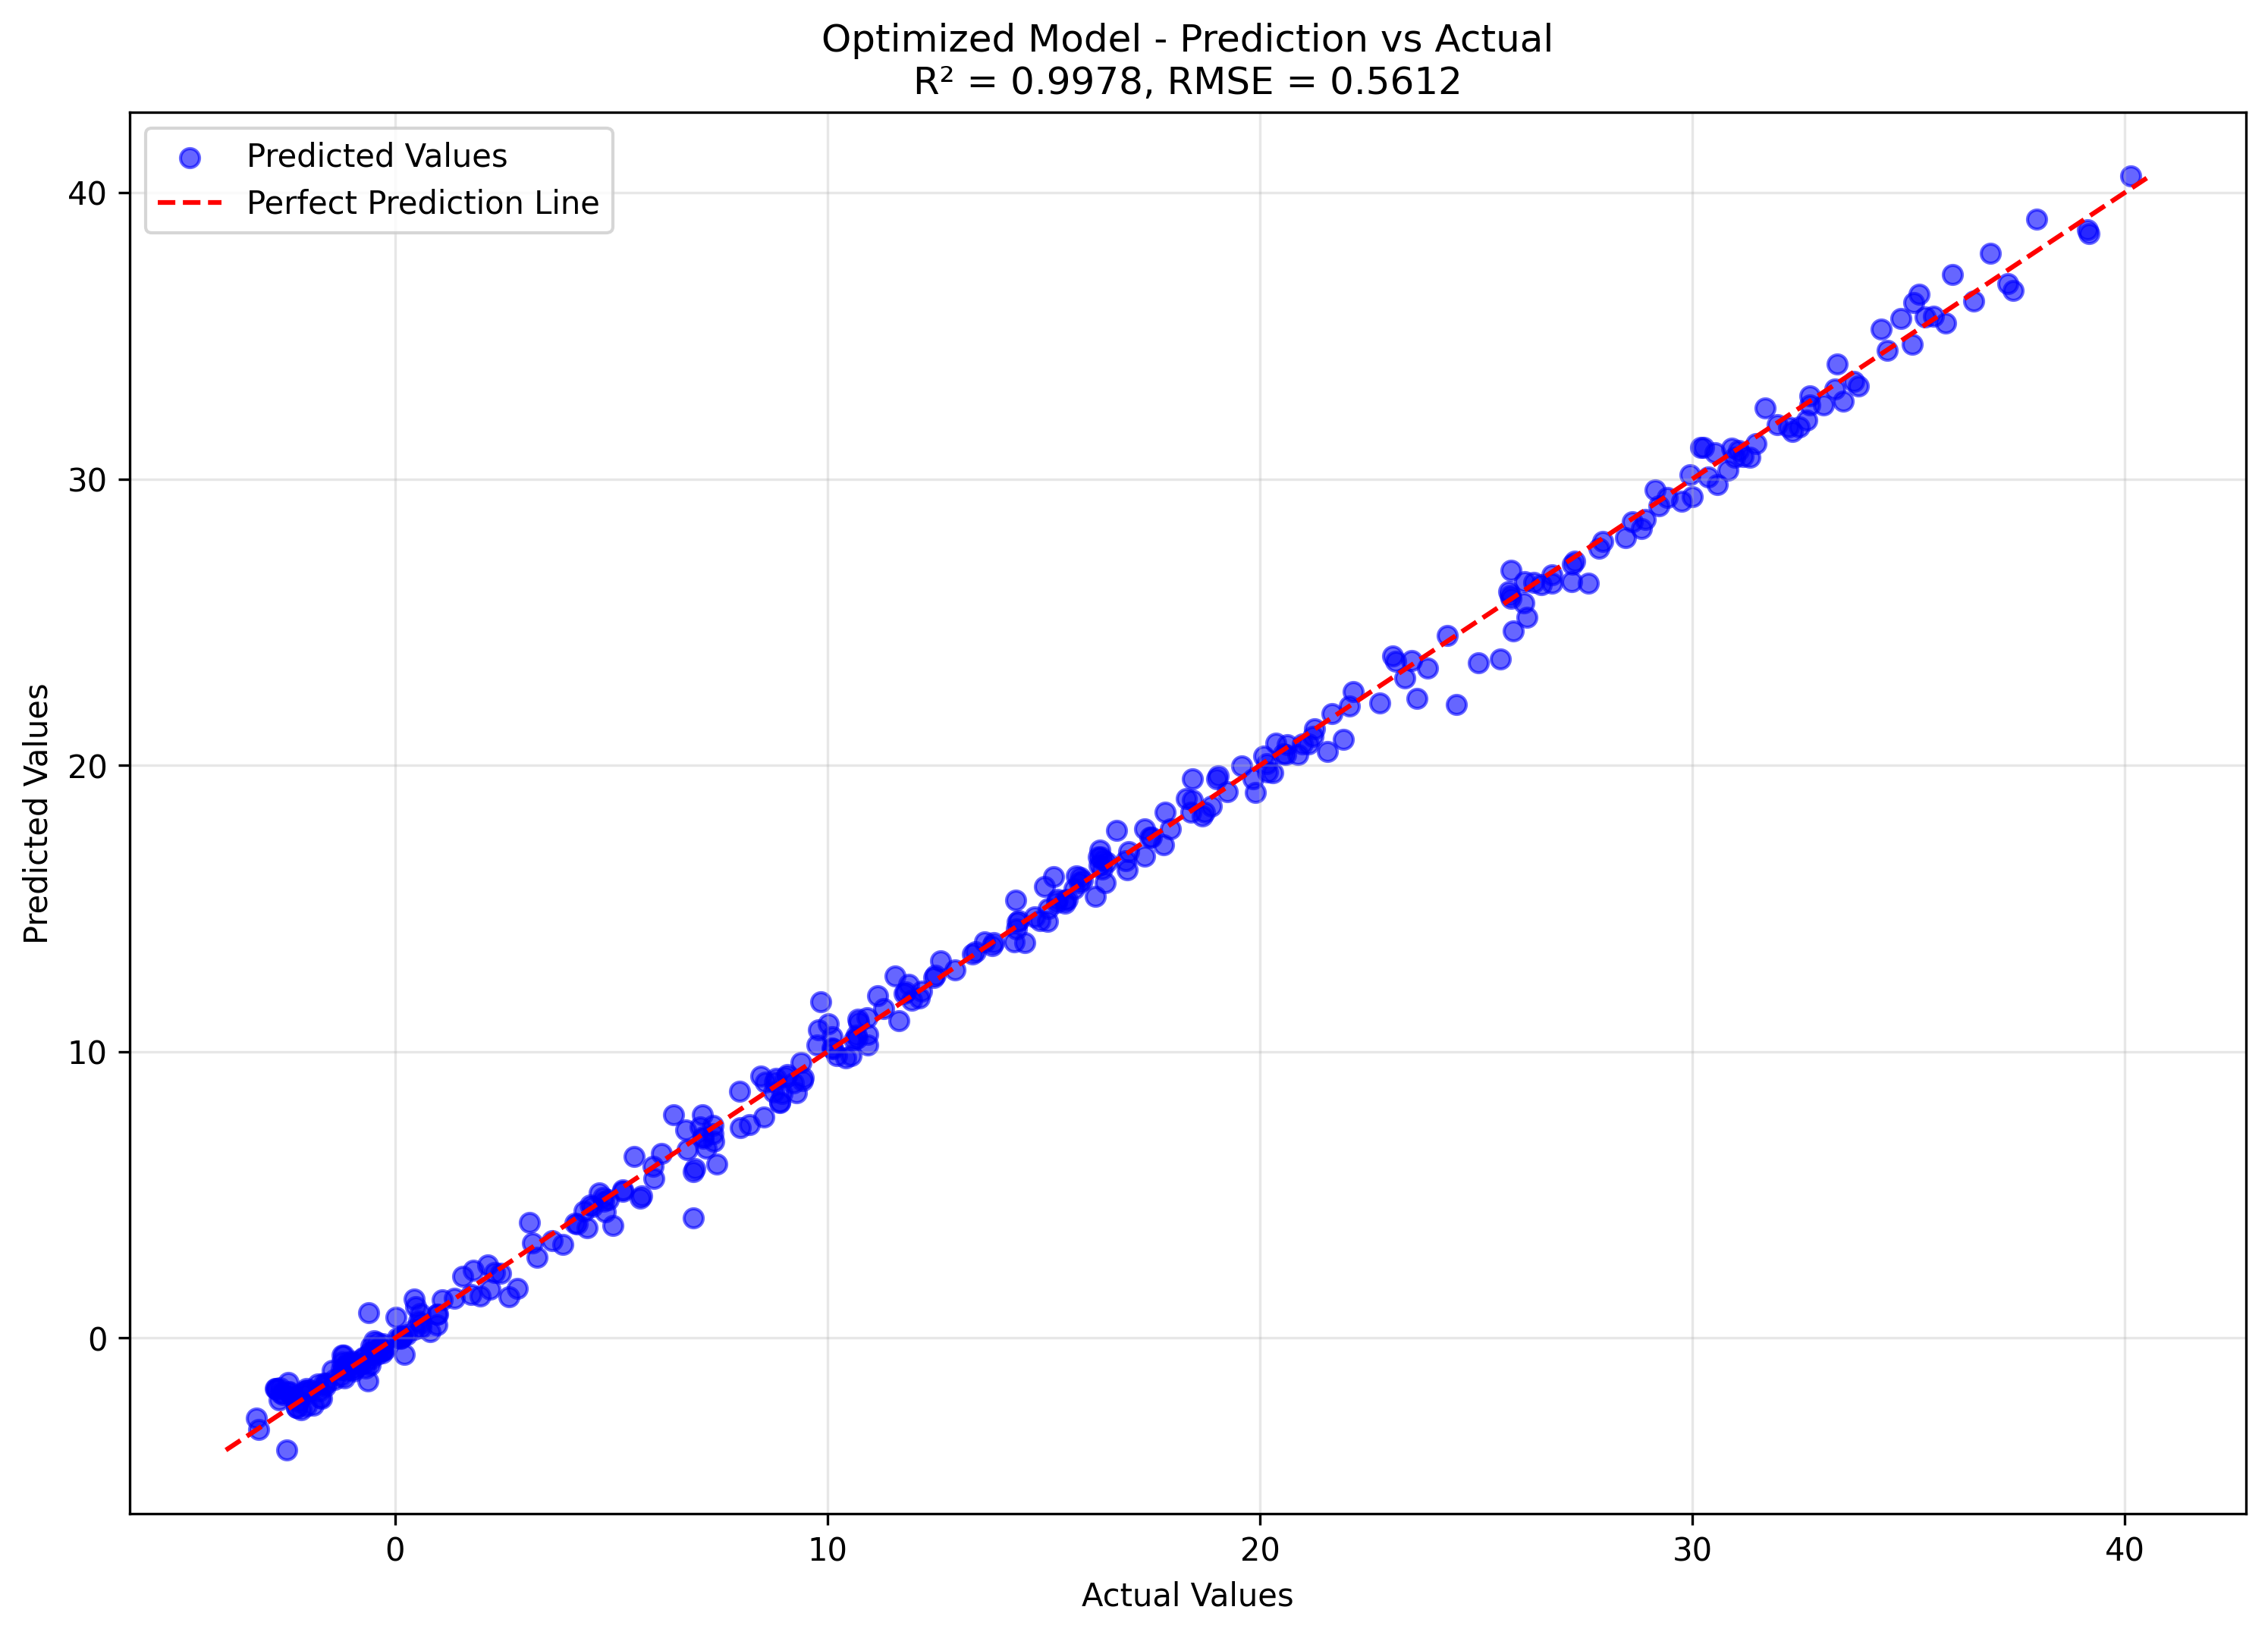 Optimized Model - Prediction vs Actual
R² = 0.9978, RMSE = 0.5612
Predicted Values
Perfect Prediction Line
40
30
20
10
0
Predicted Values
0 10 20 30 40
Actual Values